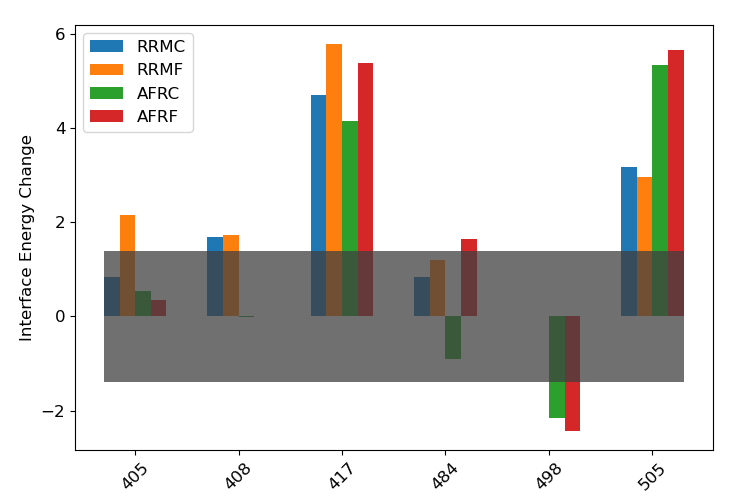 RRMC
RRMF
AFRC
AFRF
Interface Energy Change
6
4
2
0
−2
405
408
417
484
498
505